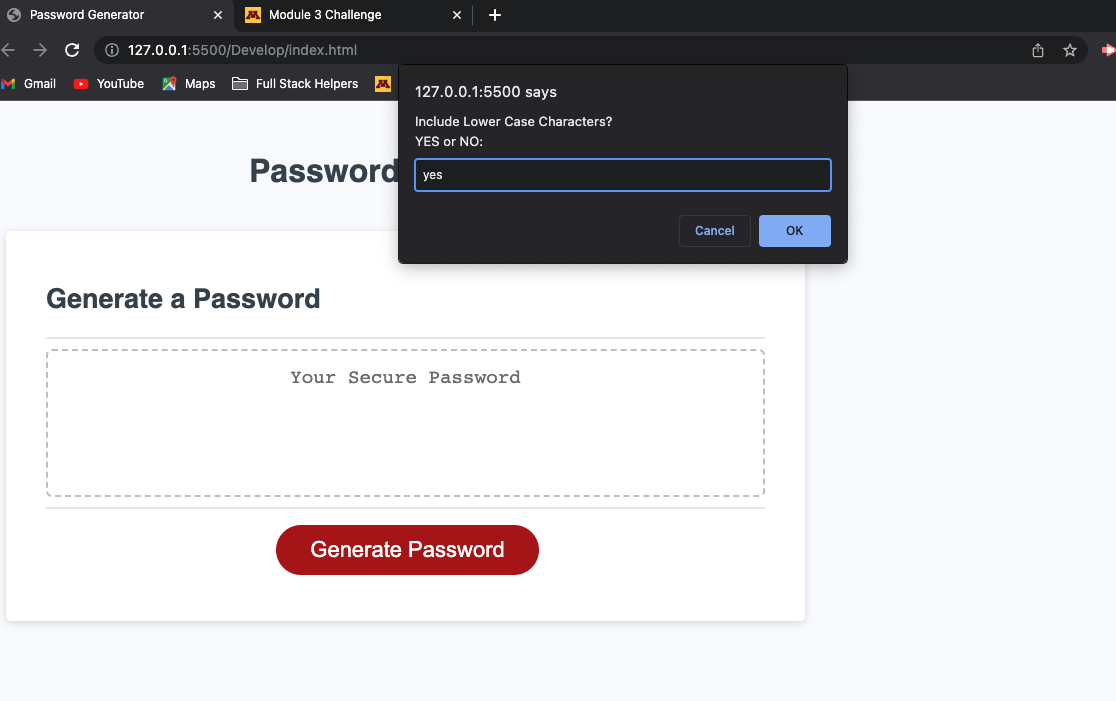 Password Generator
Module 3 Challenge
127.0.0.1:5500/Develop/index.html
Gmail
YouTube
Maps
Full Stack Helpers
127.0.0.1:5500 says
Include Lower Case Characters?
YES or NO:
yes
Cancel
OK
Password
Generate a Password
Your Secure Password
Generate Password